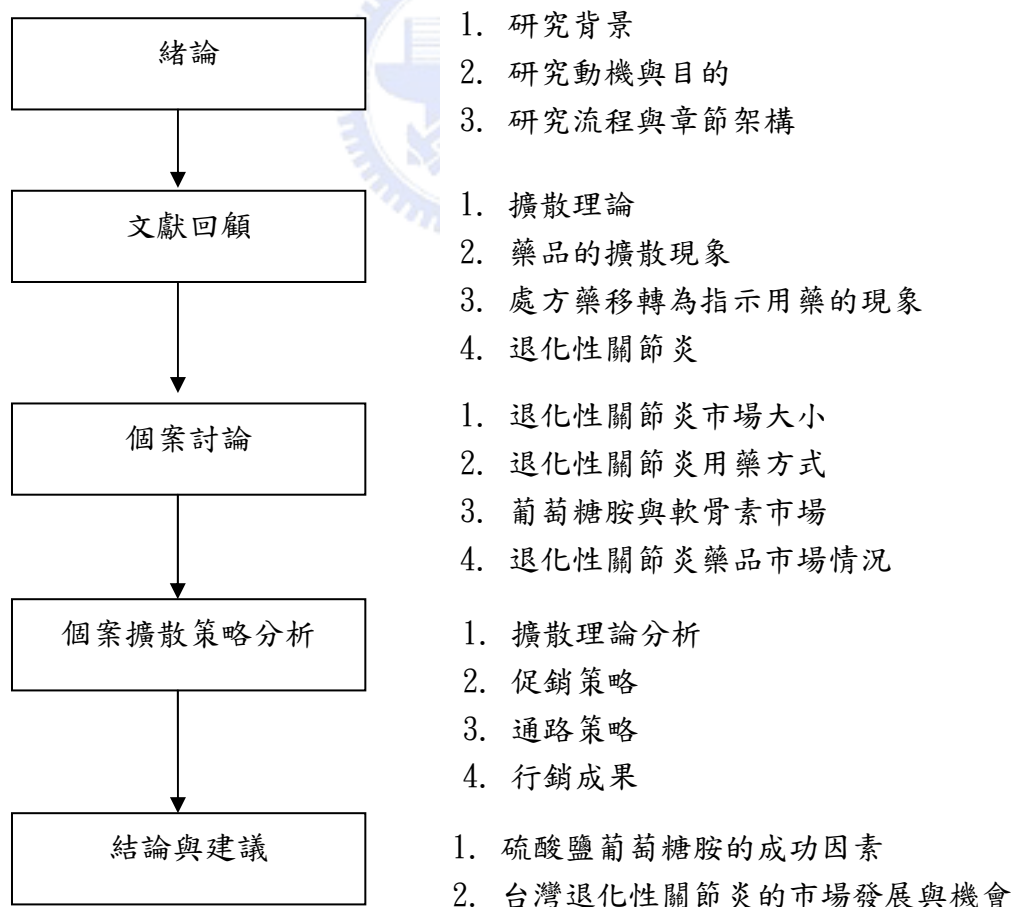 緒論
1. 研究背景
2. 研究動機與目的
3. 研究流程與章節架構
文獻回顧
1. 擴散理論
2. 藥品的擴散現象
3. 處方藥移轉為指示用藥的現象
4. 退化性關節炎
個案討論
1. 退化性關節炎市場大小
2. 退化性關節炎用藥方式
3. 葡萄糖胺與軟骨素市場
4. 退化性關節炎藥品市場情況
個案擴散策略分析
1. 擴散理論分析
2. 促銷策略
3. 通路策略
4. 行銷成果
結論與建議
1. 硫酸鹽葡萄糖胺的成功因素
2. 台灣退化性關節炎的市場發展與機會